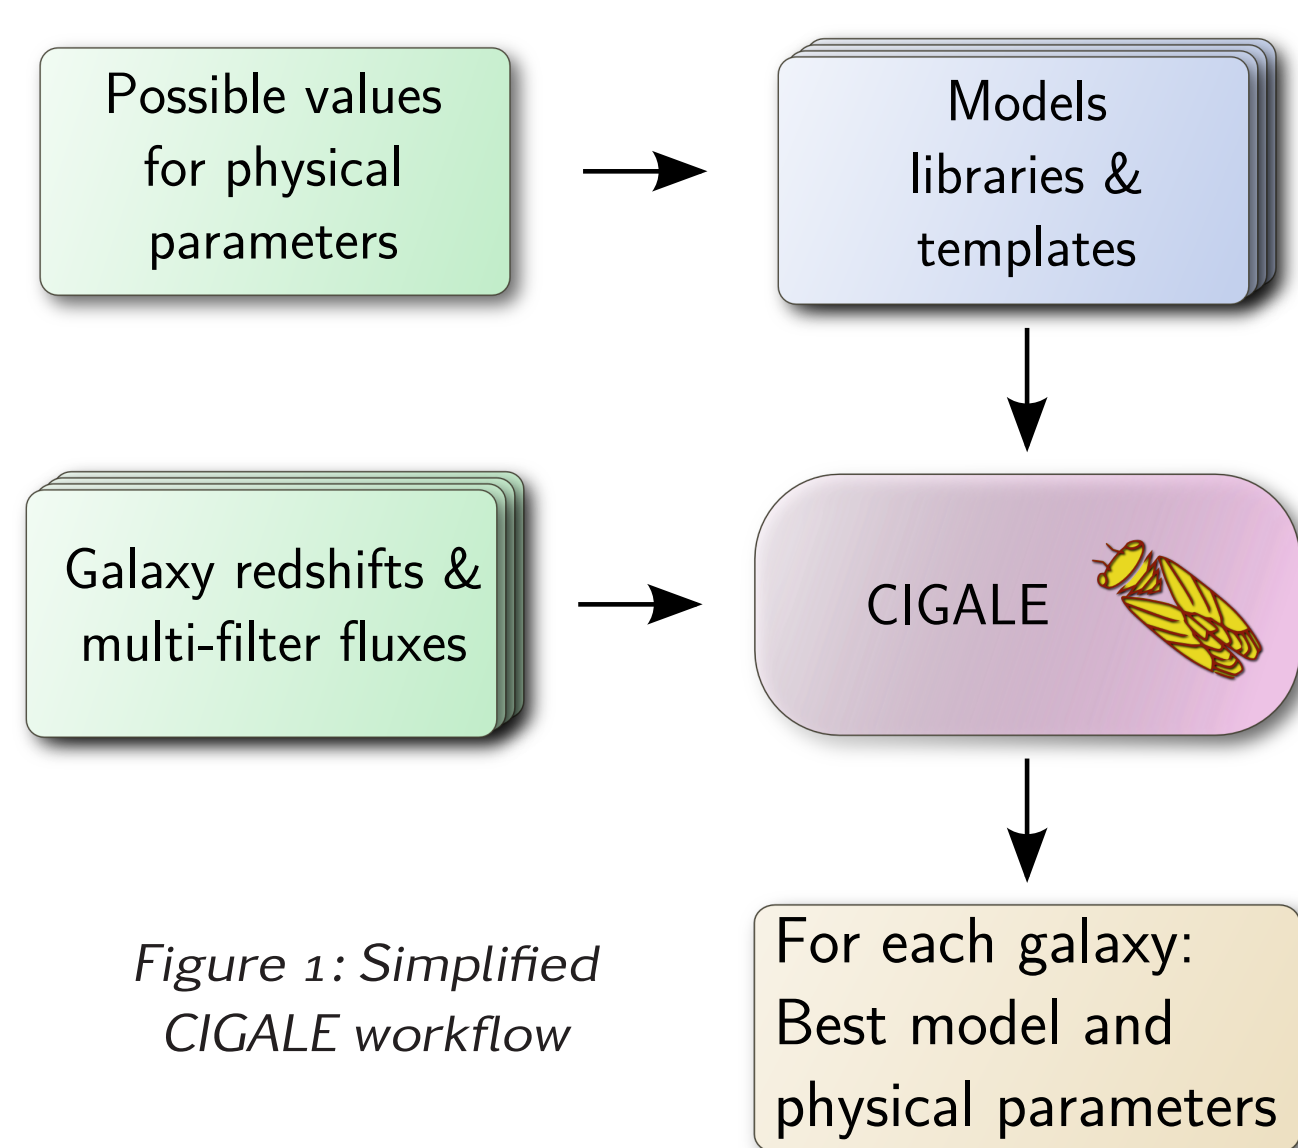 Possible values
for physical
parameters
Models
libraries &
templates
Galaxy redshifts &
multi-filter fluxes
CIGALE
Figure 1: Simplified
CIGALE workflow
For each galaxy:
Best model and
physical parameters